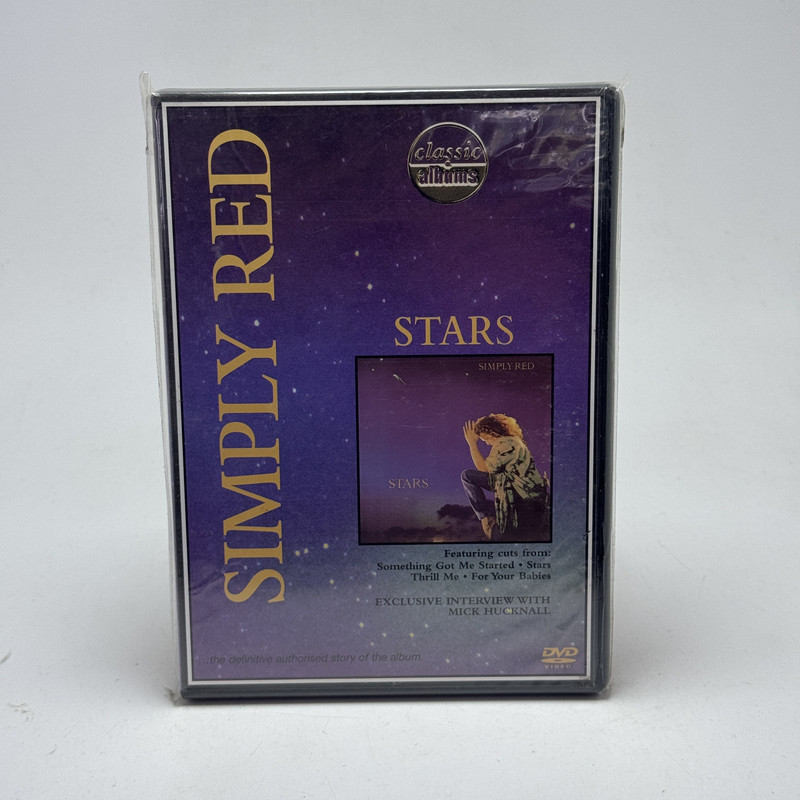 classic
albums
SIMPLY RED
STARS
SIMPLY RED
STARS
Featuring cuts from:
Something Got Me Started • Stars
Thrill Me • For Your Babies
EXCLUSIVE INTERVIEW WITH
MICK HUCKNALL
...the definitive authorised story of the album.
DVD
VIDEO